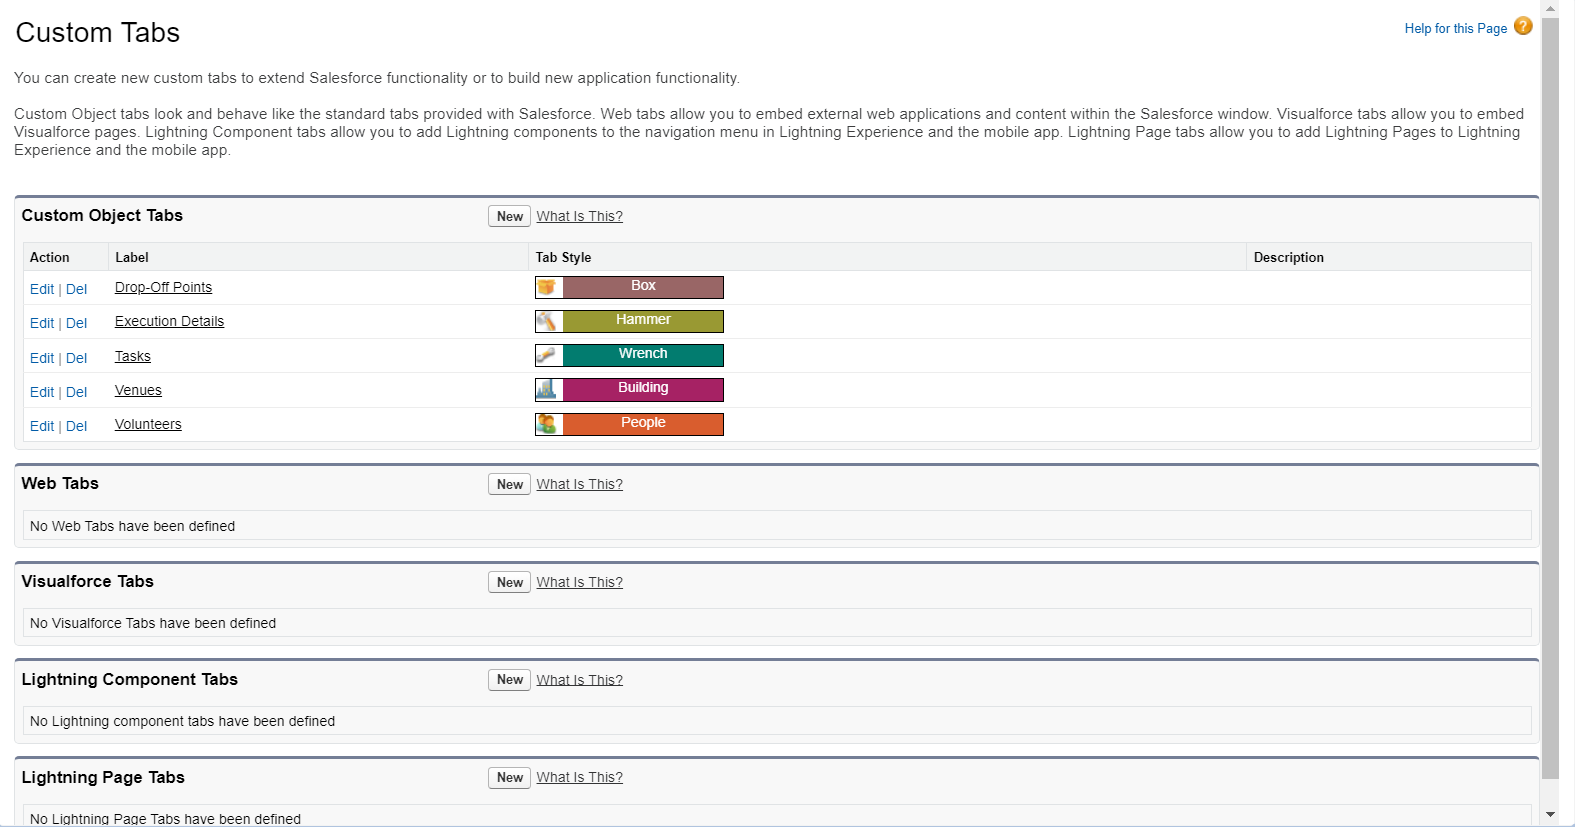 Custom Tabs
Help for this Page ?
You can create new custom tabs to extend Salesforce functionality or to build new application functionality.
Custom Object tabs look and behave like the standard tabs provided with Salesforce. Web tabs allow you to embed external web applications and content within the Salesforce window. Visualforce tabs allow you to embed
Visualforce pages. Lightning Component tabs allow you to add Lightning components to the navigation menu in Lightning Experience and the mobile app. Lightning Page tabs allow you to add Lightning Pages to Lightning
Experience and the mobile app.
Custom Object Tabs New What Is This?
Action Label Tab Style Description
Edit | Del Drop-Off Points Box
Edit | Del Execution Details Hammer
Edit | Del Tasks Wrench
Edit | Del Venues Building
Edit | Del Volunteers People
Web Tabs New What Is This?
No Web Tabs have been defined
Visualforce Tabs New What Is This?
No Visualforce Tabs have been defined
Lightning Component Tabs New What Is This?
No Lightning component tabs have been defined
Lightning Page Tabs New What Is This?
No Lightning Page Tabs have been defined